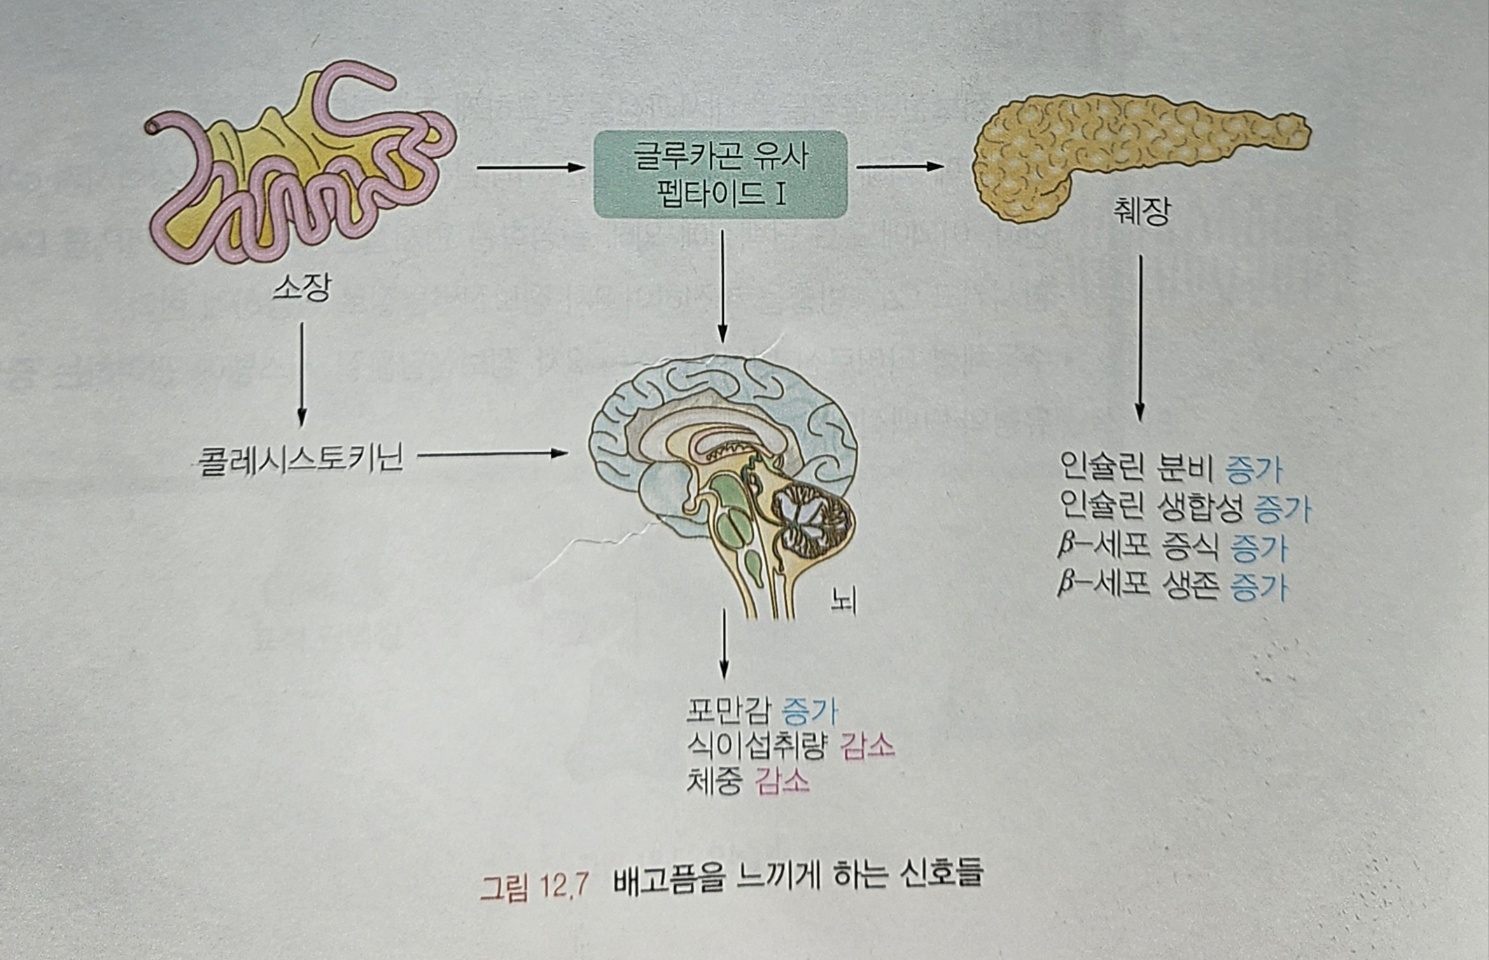 글루카곤 유사
펩타이드 I
췌장
소장
콜레시스토키닌
인슐린 분비 증가
인슐린 생합성 증가
β-세포 증식 증가
β-세포 생존 증가
뇌
포만감 증가
식이섭취량 감소
체중 감소
그림 12.7 배고픔을 느끼게 하는 신호들